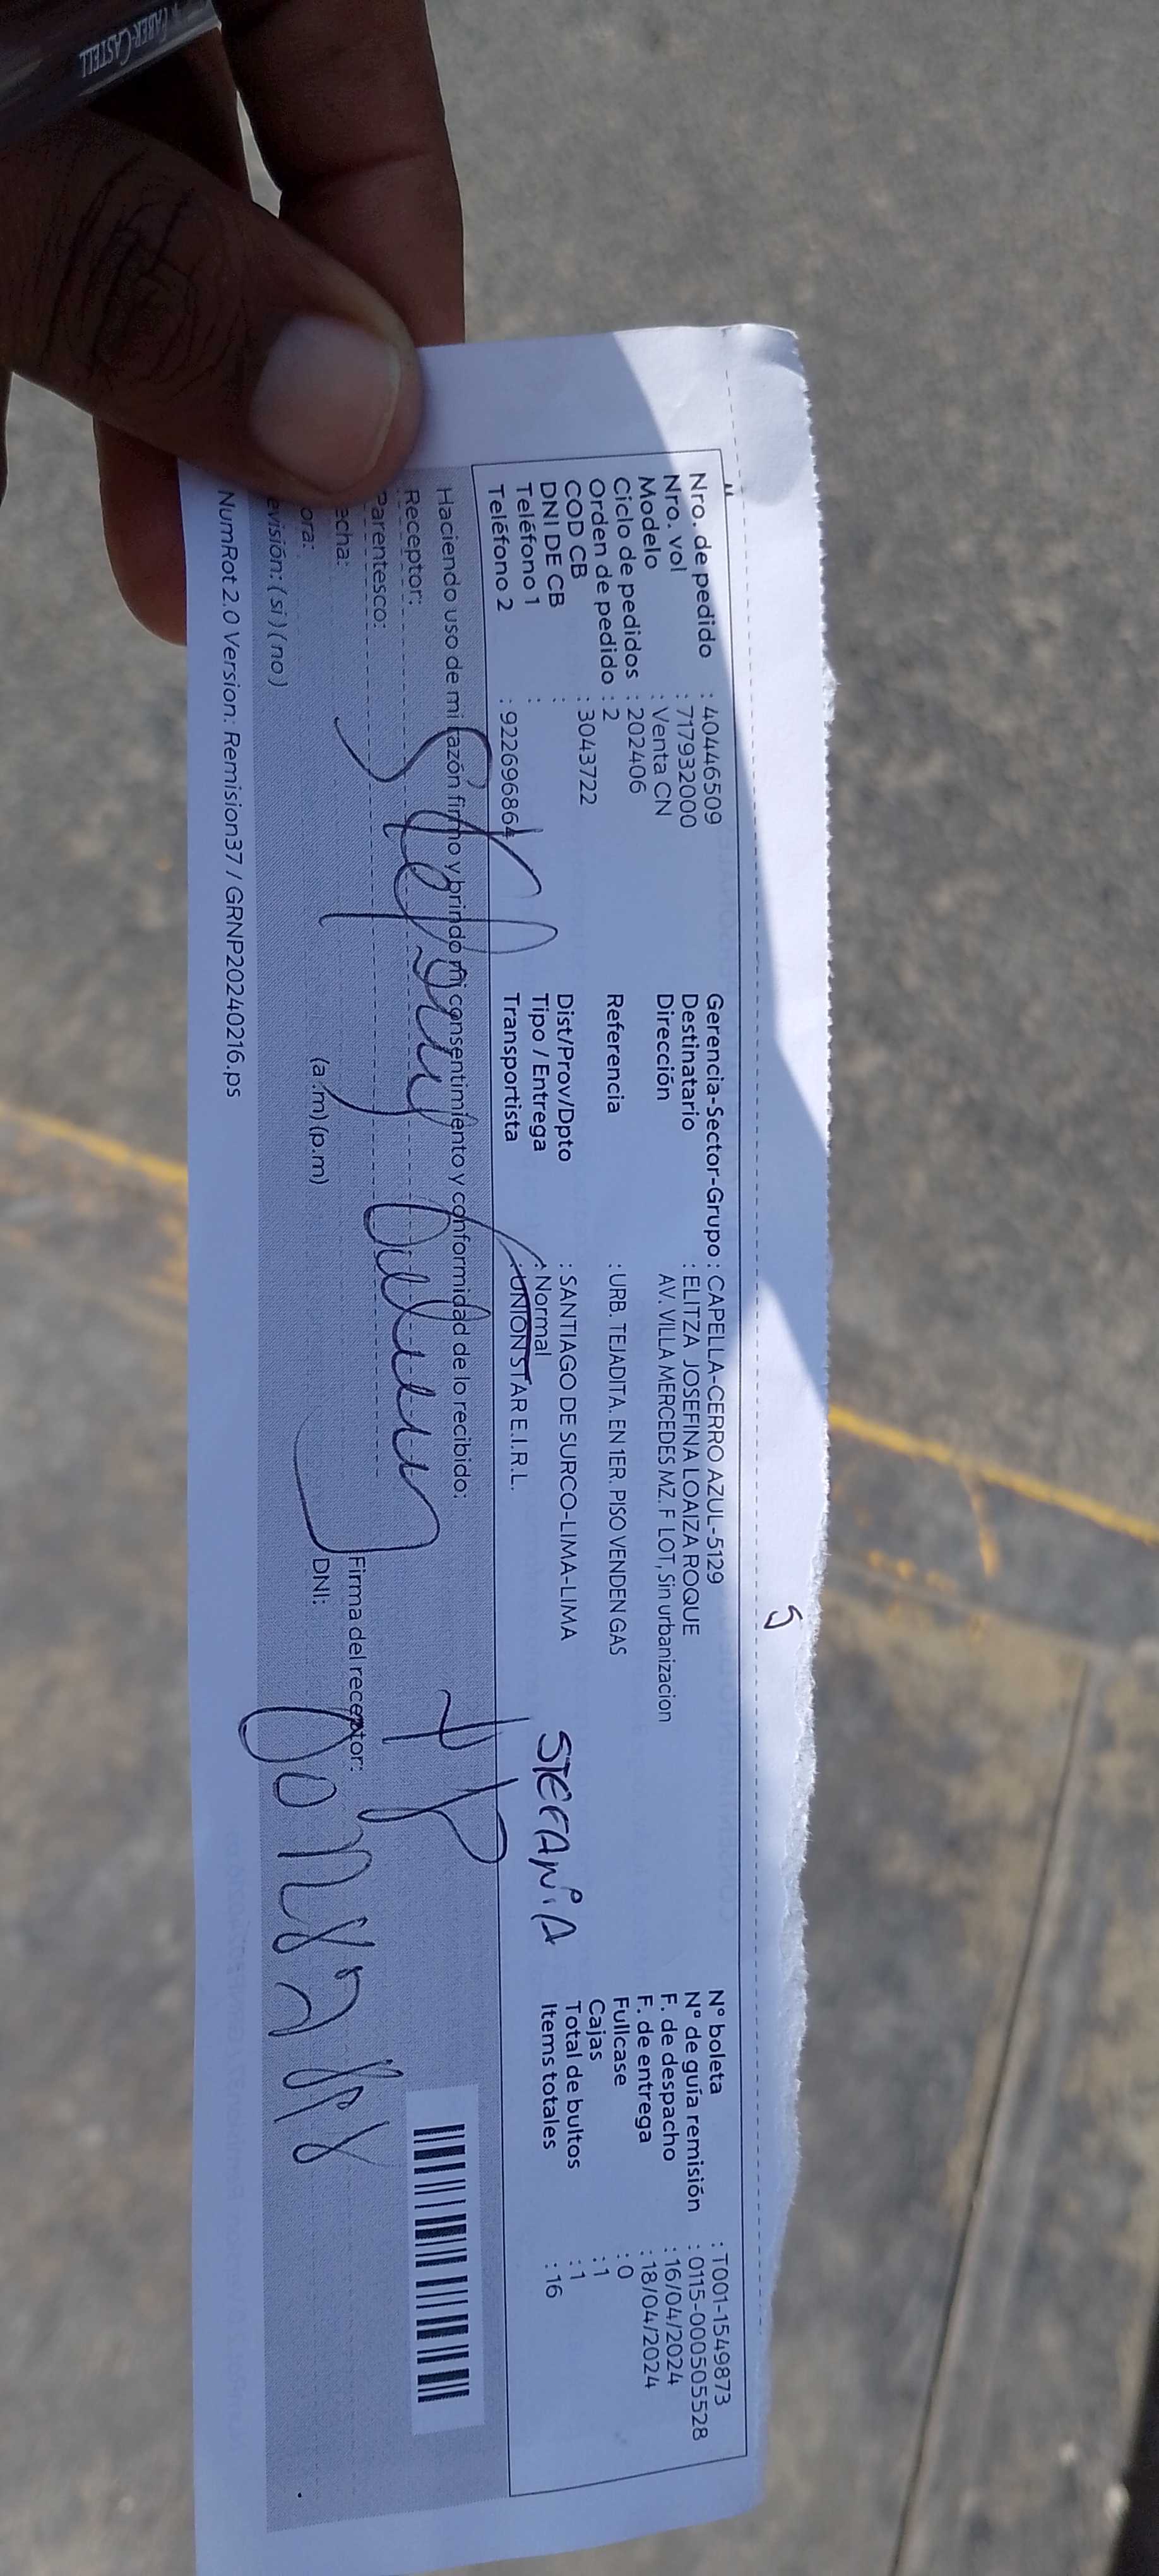 FABER-CASTELL
5
Nro. de pedido : 40446509
Nro. vol : 717932000
Modelo : Venta CN
Ciclo de pedidos : 202406
Orden de pedido : 2
COD CB : 3043722
DNI DE CB :
Teléfono 1 :
Teléfono 2 : 922696864
Gerencia-Sector-Grupo : CAPELLA-CERRO AZUL-5129
Destinatario : ELITZA JOSEFINA LOAIZA ROQUE
Dirección AV. VILLA MERCEDES MZ. F LOT, Sin urbanizacion
Referencia : URB. TEJADITA. EN 1ER. PISO VENDEN GAS
Dist/Prov/Dpto : SANTIAGO DE SURCO-LIMA-LIMA
Tipo / Entrega : Normal
Transportista : UNION STAR E.I.R.L.
STEFANIA
N° boleta : T001-1549873
N° de guía remisión : 0115-000505528
F. de despacho : 16/04/2024
F. de entrega : 18/04/2024
Fullcase : 0
Cajas : 1
Total de bultos : 1
Items totales : 16
Haciendo uso de mi razón firmo y brindo mi consentimiento y conformidad de lo recibido:
Receptor:
Parentesco:
echa:
ora: (a.m) (p.m)
evisión: ( si ) ( no )
Firma del receptor:
DNI:
NumRot 2.0 Version: Remision37 / GRNP20240216.ps